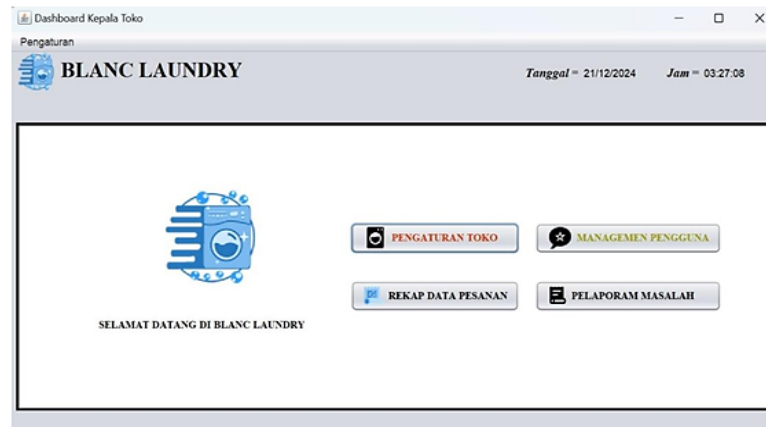 Dashboard Kepala Toko
Pengaturan
BLANC LAUNDRY
Tanggal = 21/12/2024 Jam = 03:27:08
PENGATURAN TOKO
MANAGEMEN PENGGUNA
REKAP DATA PESANAN
PELAPORAM MASALAH
SELAMAT DATANG DI BLANC LAUNDRY